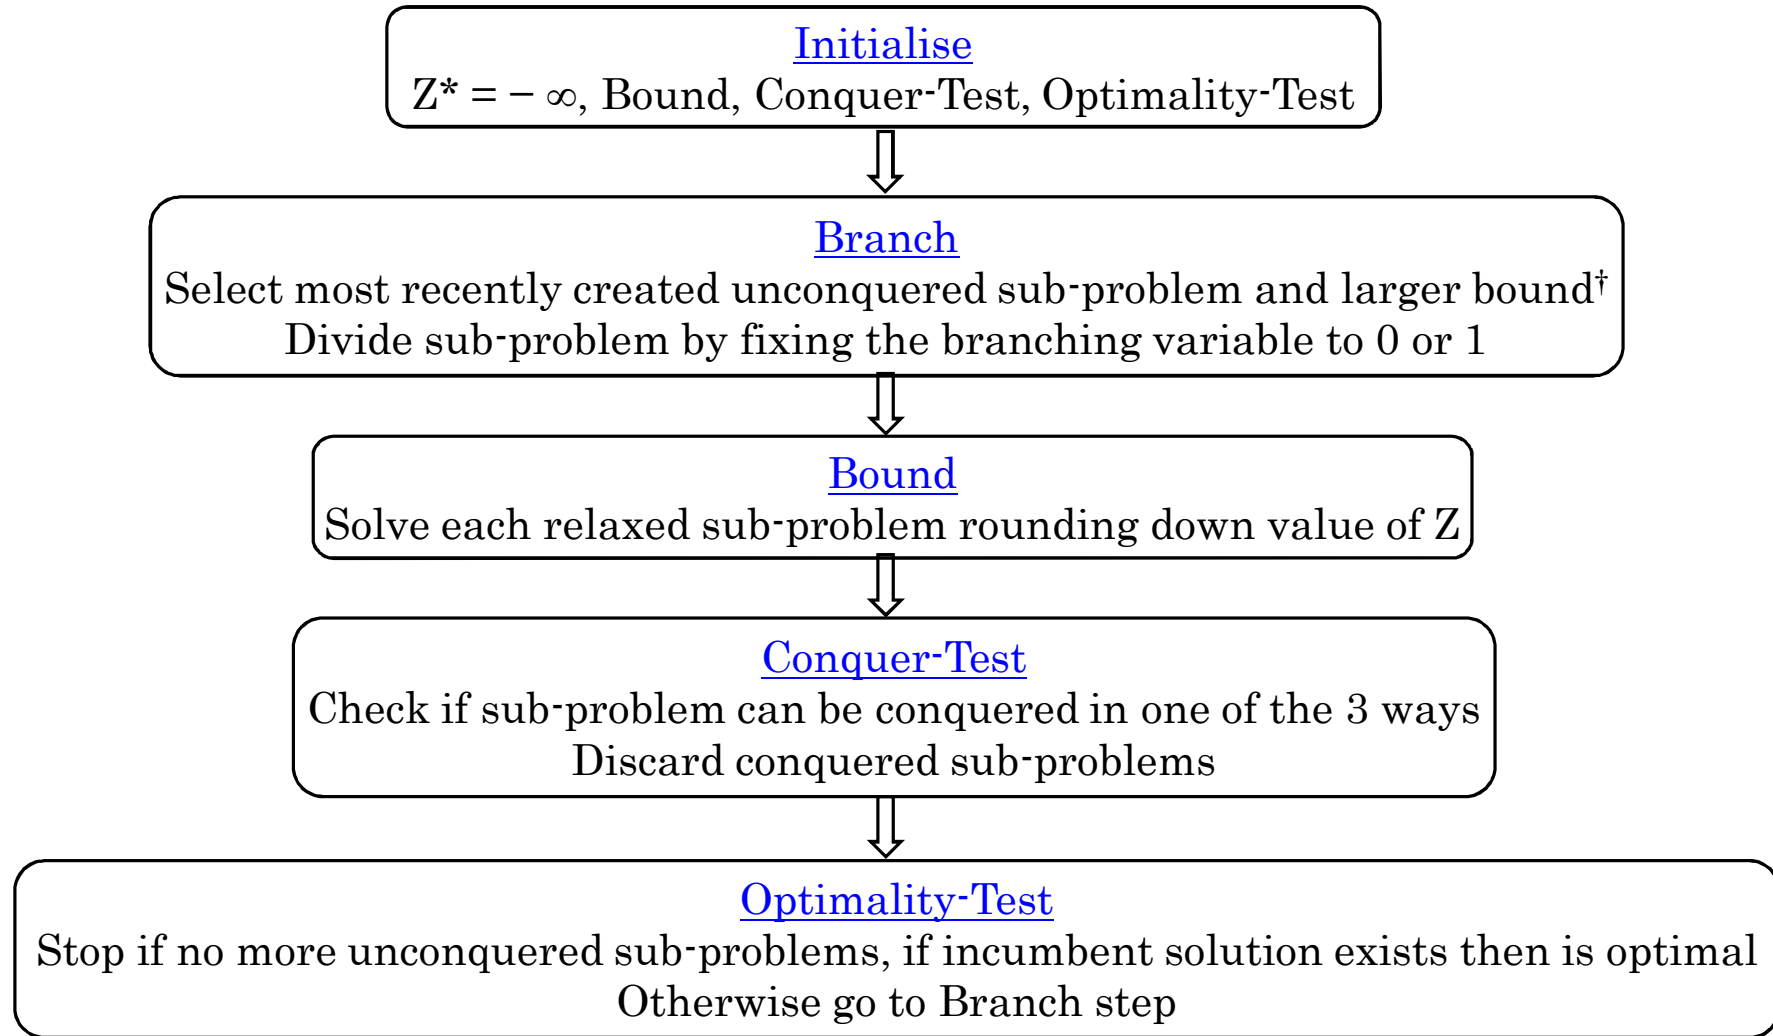 Initialise
Z* = − ∞, Bound, Conquer-Test, Optimality-Test
Branch
Select most recently created unconquered sub-problem and larger bound†
Divide sub-problem by fixing the branching variable to 0 or 1
Bound
Solve each relaxed sub-problem rounding down value of Z
Conquer-Test
Check if sub-problem can be conquered in one of the 3 ways
Discard conquered sub-problems
Optimality-Test
Stop if no more unconquered sub-problems, if incumbent solution exists then is optimal
Otherwise go to Branch step